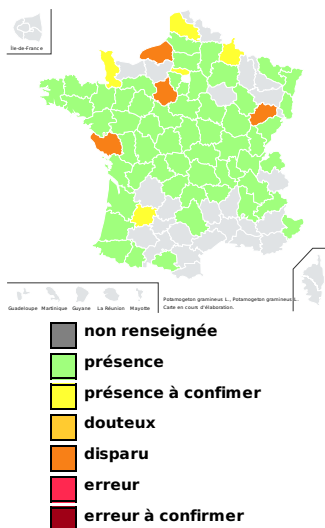 Île-de-France
Guadeloupe Martinique Guyane La Réunion Mayotte
Potamogeton gramineus L., Potamogeton gramineus L.
Carte en cours d'élaboration.
non renseignée
présence
présence à confimer
douteux
disparu
erreur
erreur à confirmer